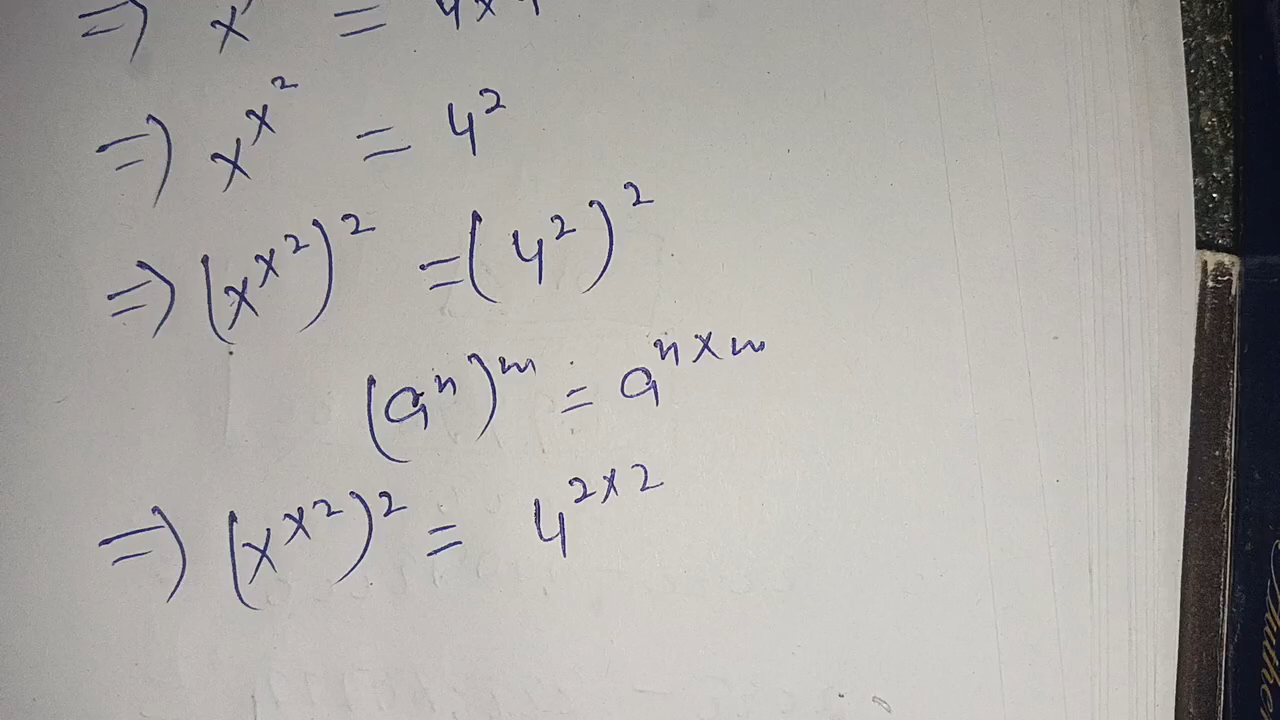 ⇒ x^{x^2} = 4^2
⇒ (x^{x^2})^2 = (4^2)^2
(a^n)^m = a^{n×m}
⇒ (x^{x^2})^2 = 4^{2×2}